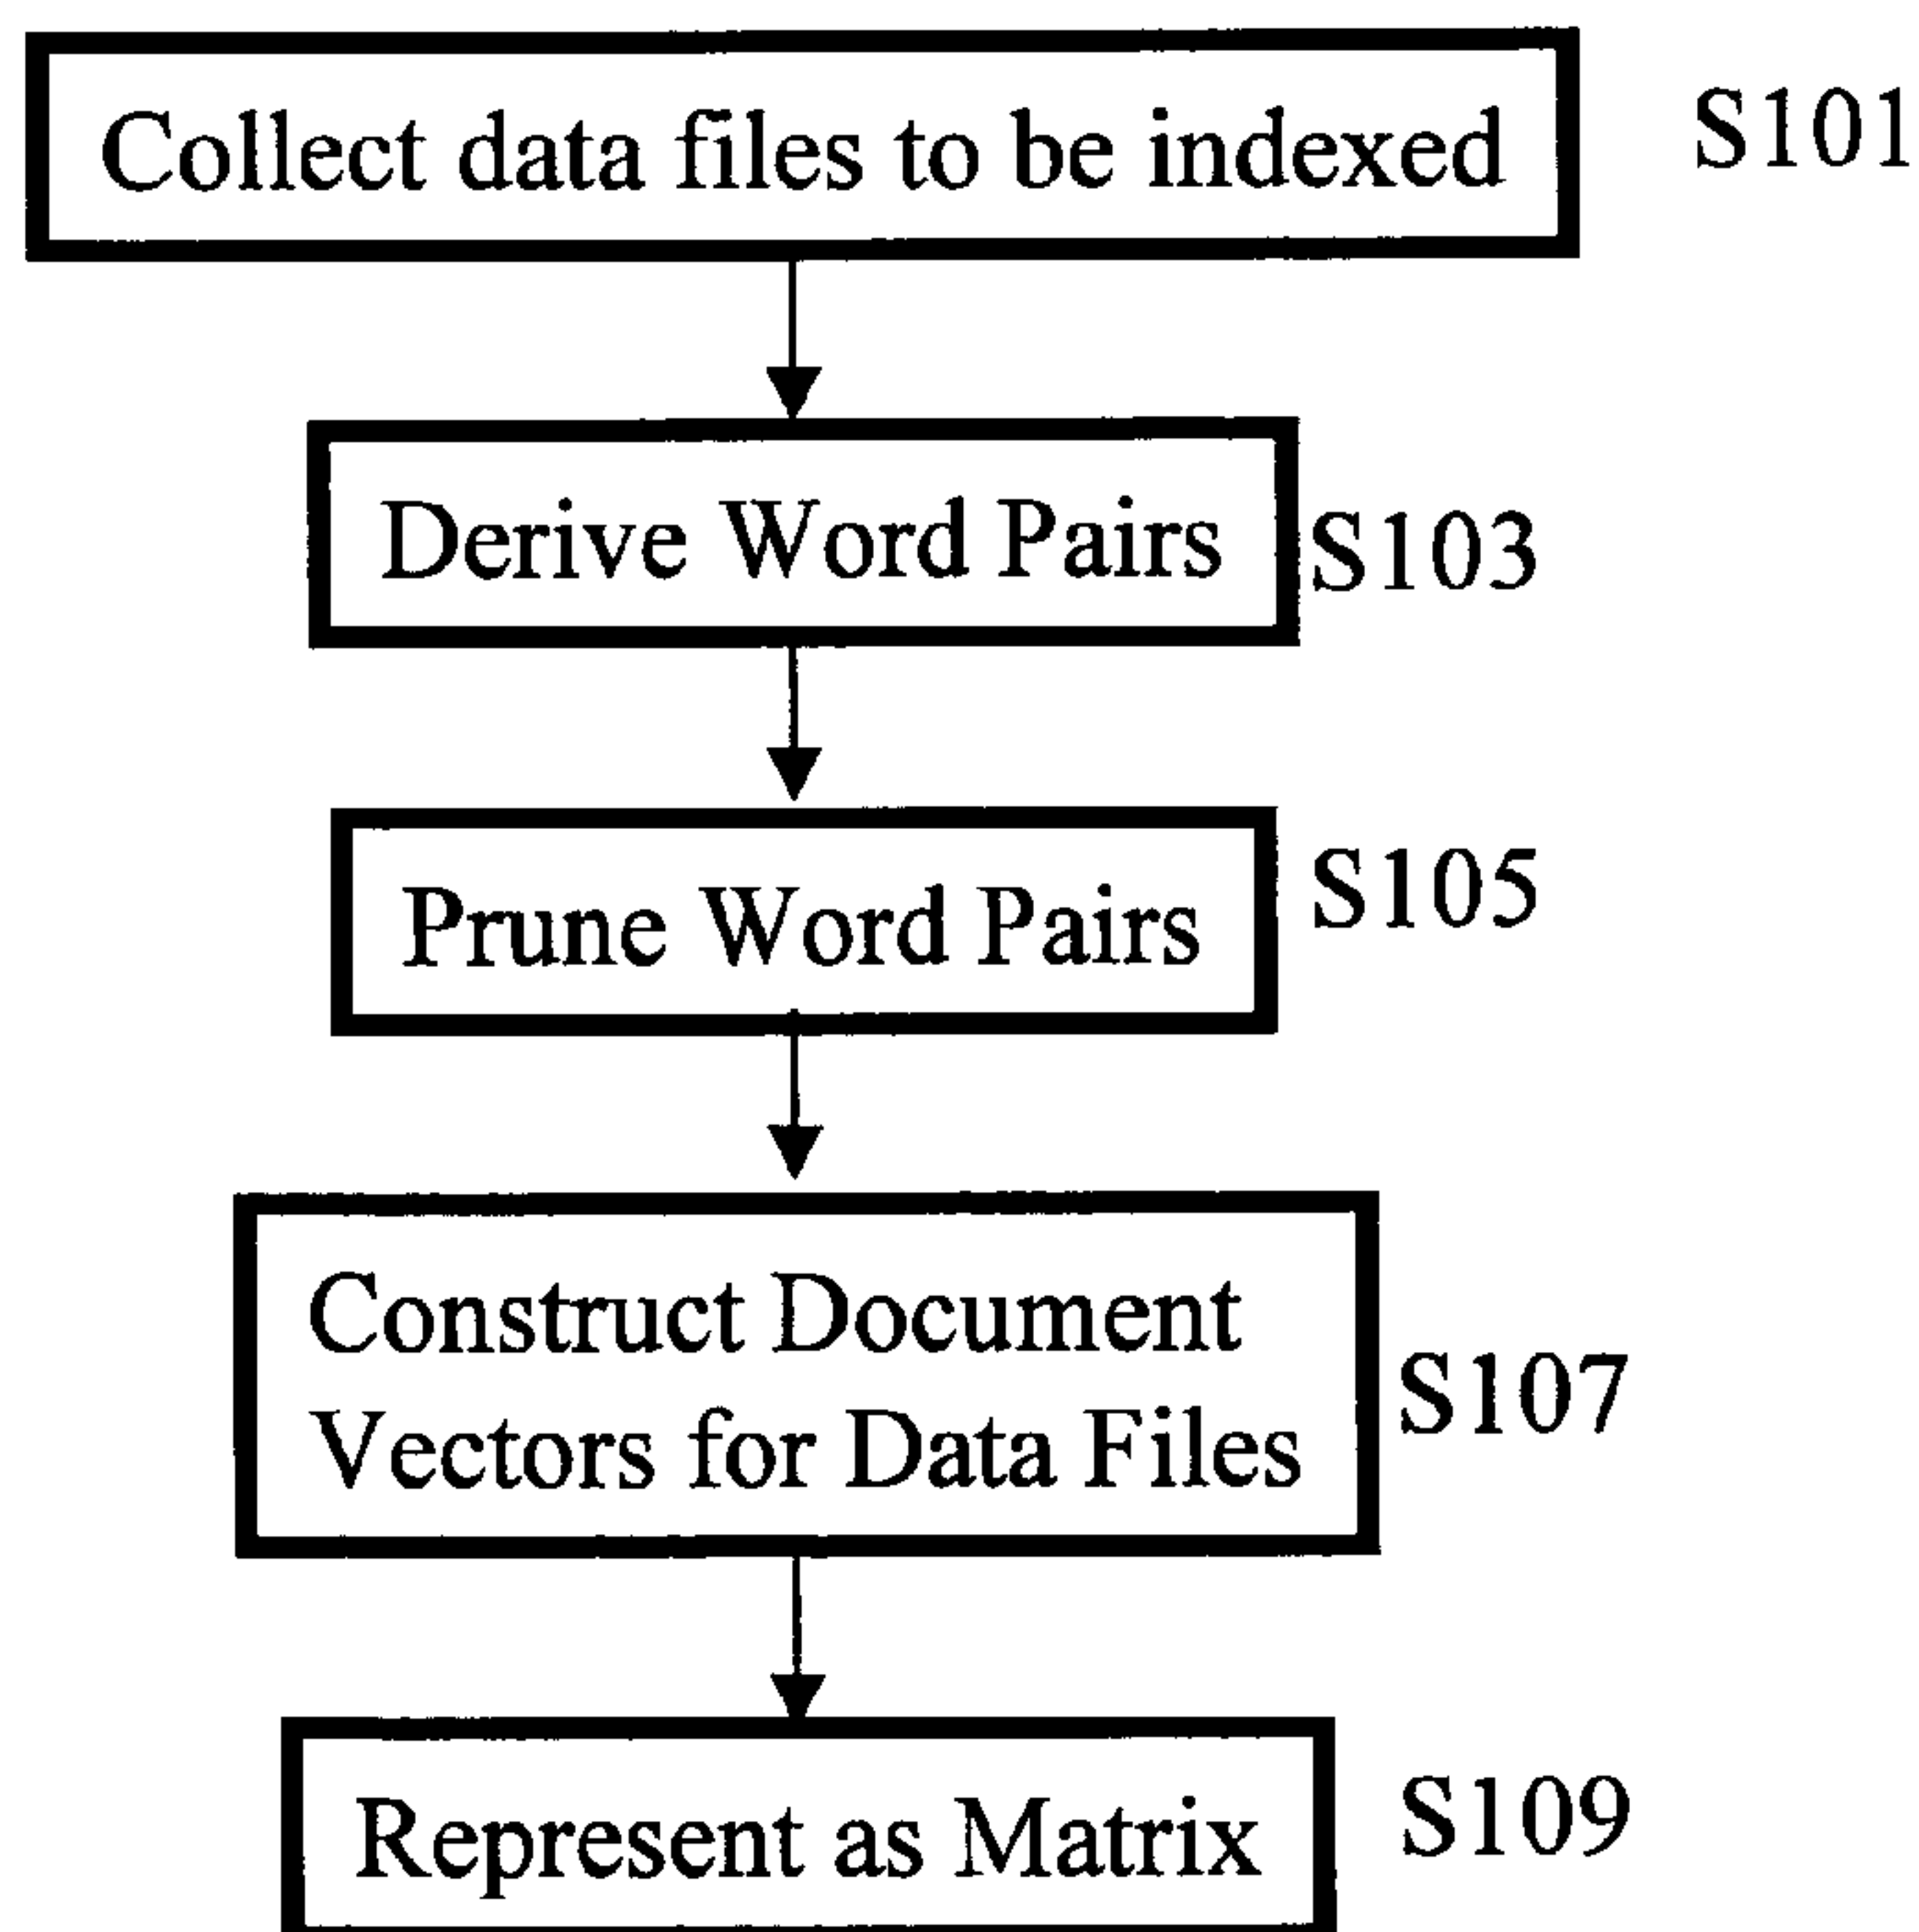 Collect data files to be indexed
S101
Derive Word Pairs
S103
Prune Word Pairs
S105
Construct Document
Vectors for Data Files
S107
Represent as Matrix
S109